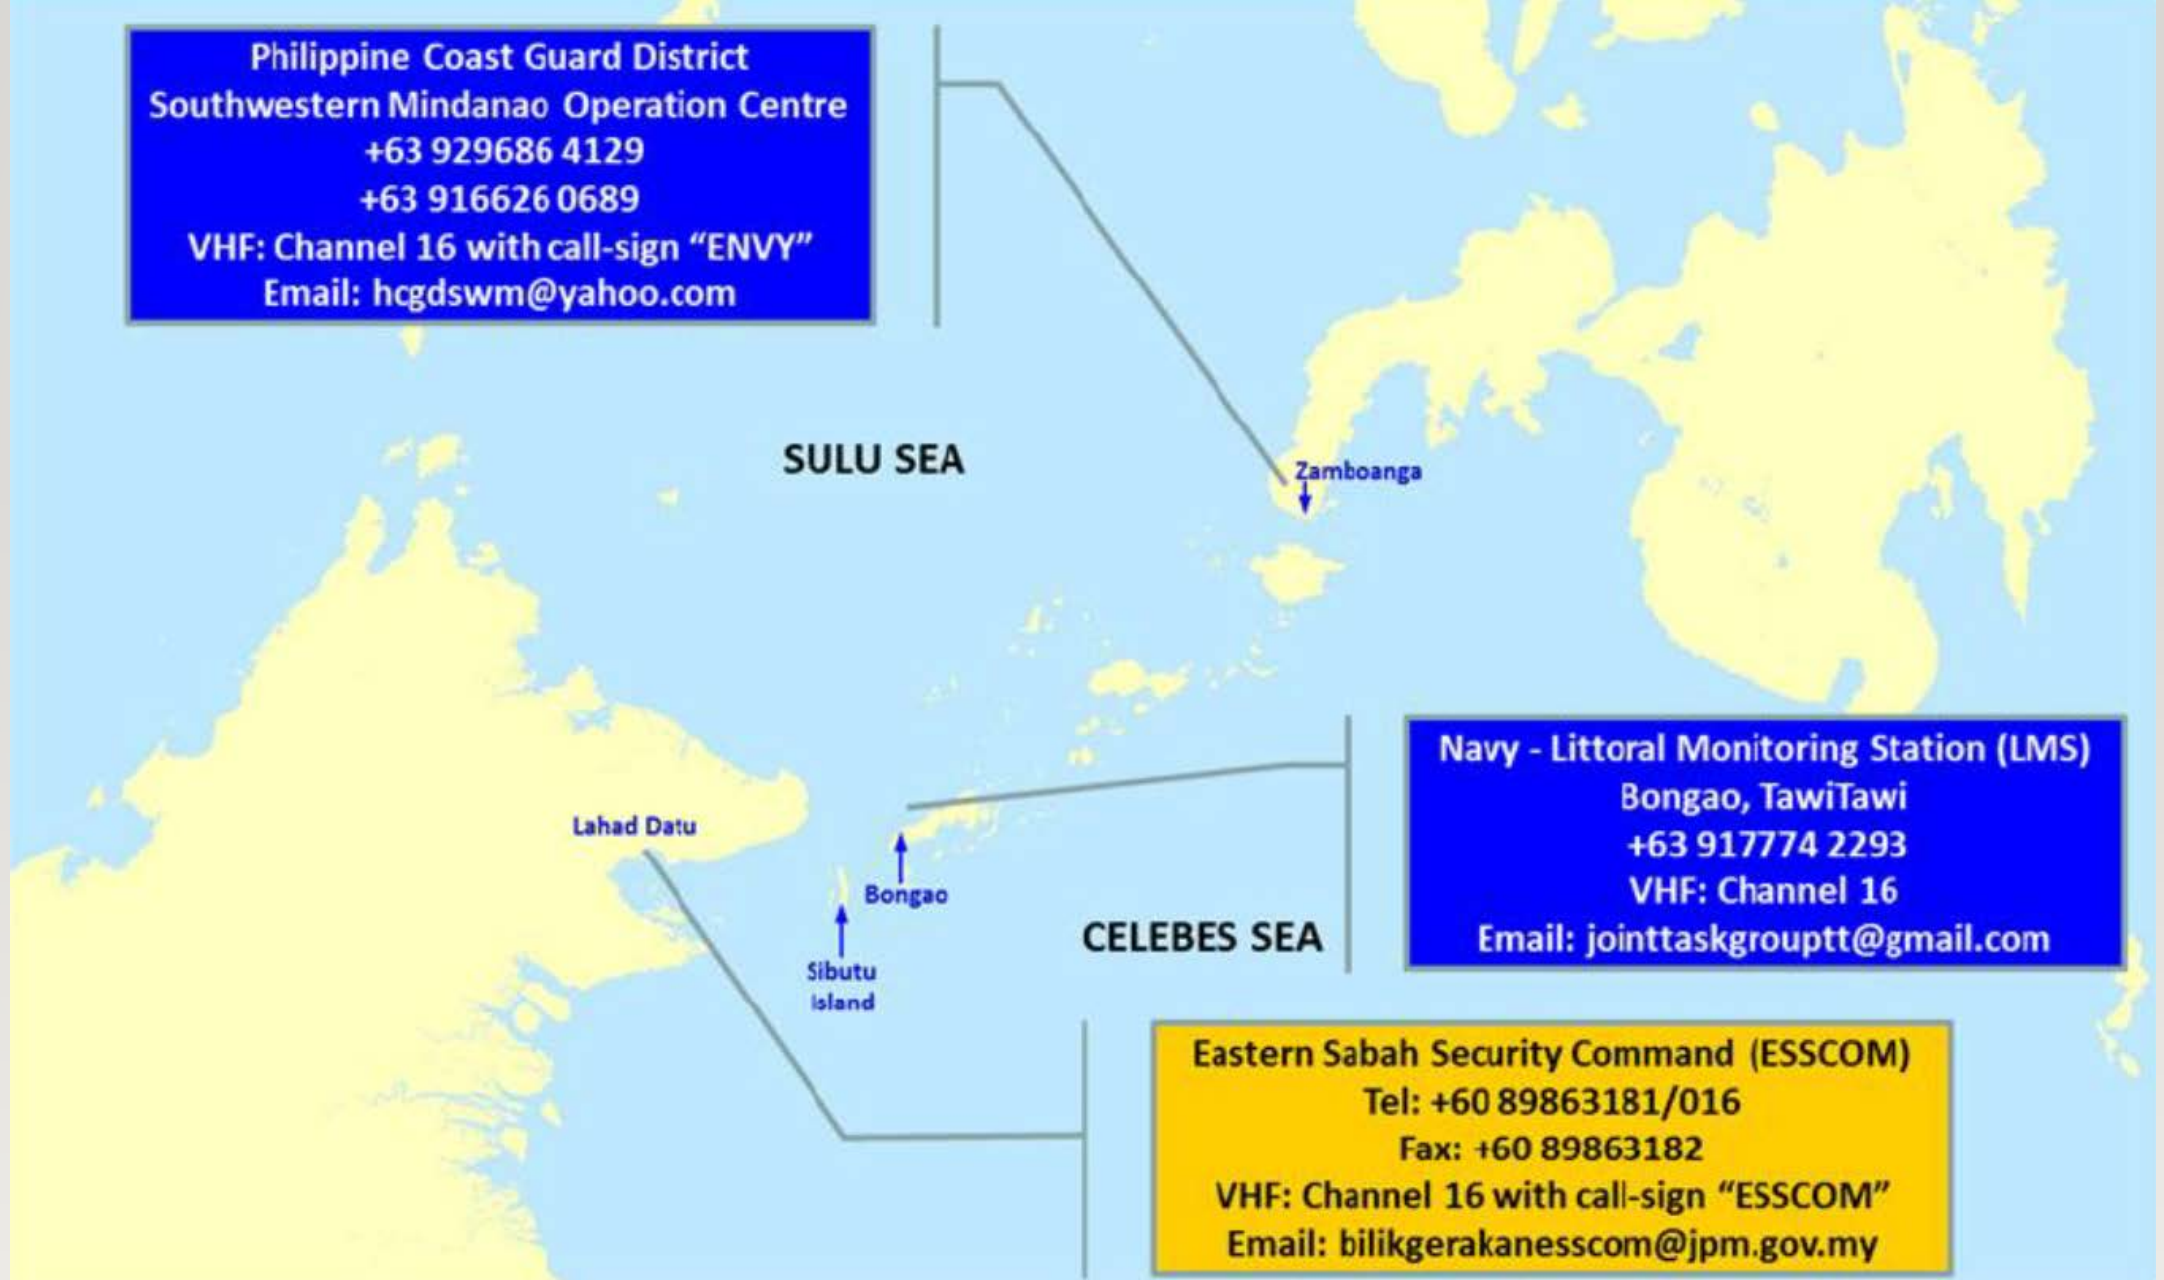 Philippine Coast Guard District
Southwestern Mindanao Operation Centre
+63 929686 4129
+63 916626 0689
VHF: Channel 16 with call-sign “ENVY”
Email: hcgdswm@yahoo.com
SULU SEA
Zamboanga
Lahad Datu
Bongao
Sibutu
Island
CELEBES SEA
Navy - Littoral Monitoring Station (LMS)
Bongao, TawiTawi
+63 917774 2293
VHF: Channel 16
Email: jointtaskgrouptt@gmail.com
Eastern Sabah Security Command (ESSCOM)
Tel: +60 89863181/016
Fax: +60 89863182
VHF: Channel 16 with call-sign “ESSCOM”
Email: bilikgerakanesscom@jpm.gov.my